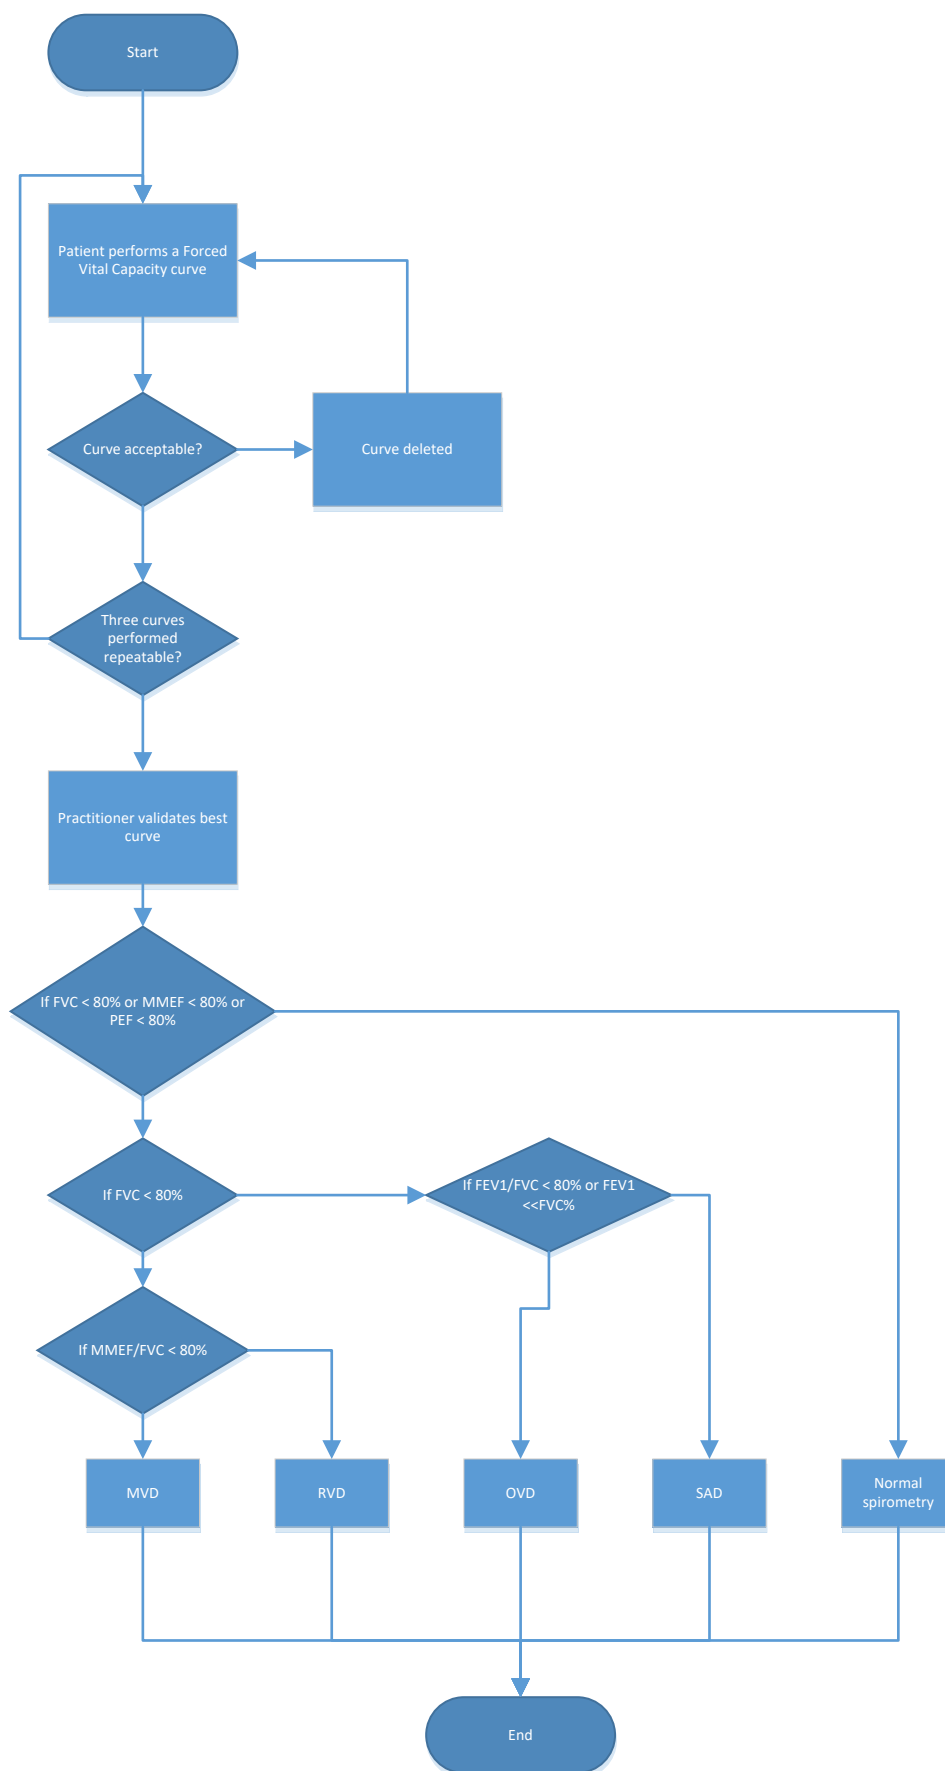 Start
Patient performs a Forced
Vital Capacity curve
Curve acceptable?
Curve deleted
Three curves
performed
repeatable?
Practitioner validates best
curve
If FVC < 80% or MMEF < 80% or
PEF < 80%
If FVC < 80%
If FEV1/FVC < 80% or FEV1
<<FVC%
If MMEF/FVC < 80%
MVD
RVD
OVD
SAD
Normal
spirometry
End